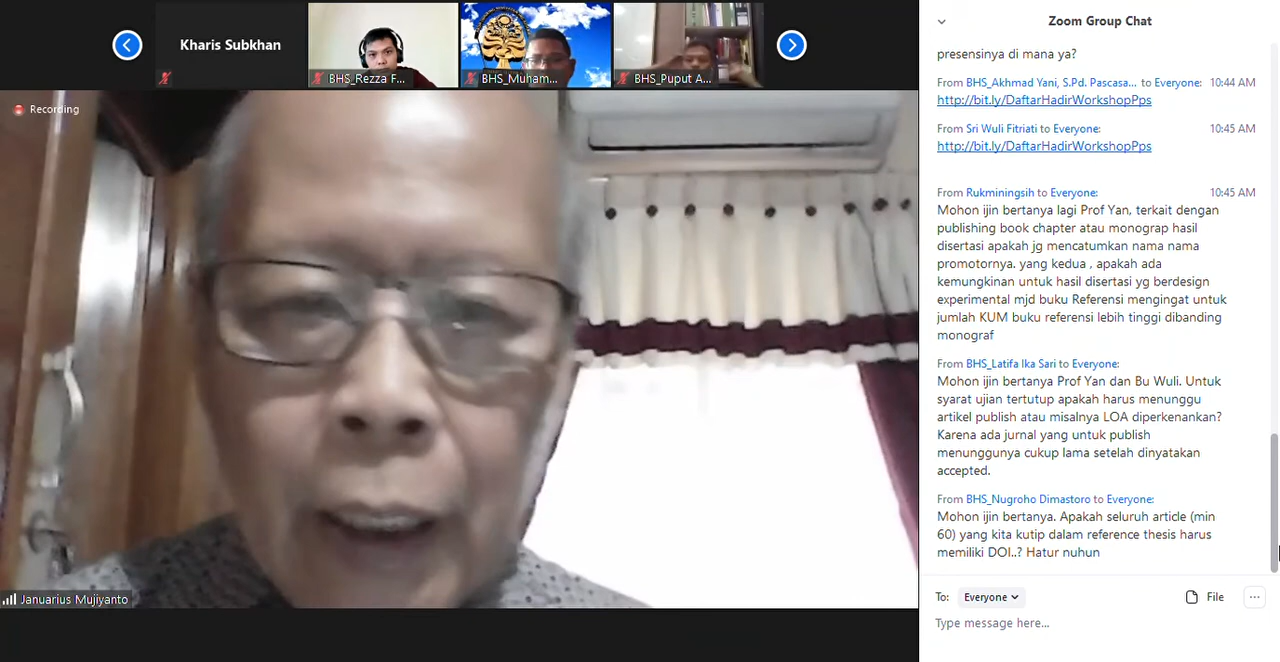 Kharis Subkhan
BHS_Rezza F...
BHS_Muham...
BHS_Puput A...
Recording
Januarius Mujiyanto
Zoom Group Chat
presensinya di mana ya?
From BHS_Akhmad Yani, S.Pd. Pascasa... to Everyone: 10:44 AM
http://bit.ly/DaftarHadirWorkshopPps
From Sri Wuli Fitriati to Everyone: 10:45 AM
http://bit.ly/DaftarHadirWorkshopPps
From Rukminingsih to Everyone: 10:45 AM
Mohon ijin bertanya lagi Prof Yan, terkait dengan
publishing book chapter atau monograp hasil
disertasi apakah jg mencatumkan nama nama
promotornya. yang kedua , apakah ada
kemungkinan untuk hasil disertasi yg berdesign
experimental mjd buku Referensi mengingat untuk
jumlah KUM buku referensi lebih tinggi dibanding
monograf
From BHS_Latifa Ika Sari to Everyone:
Mohon ijin bertanya Prof Yan dan Bu Wuli. Untuk
syarat ujian tertutup apakah harus menunggu
artikel publish atau misalnya LOA diperkenankan?
Karena ada jurnal yang untuk publish
menunggunya cukup lama setelah dinyatakan
accepted.
From BHS_Nugroho Dimastoro to Everyone:
Mohon ijin bertanya. Apakah seluruh article (min
60) yang kita kutip dalam reference thesis harus
memiliki DOI..? Hatur nuhun
To: Everyone
File
Type message here...